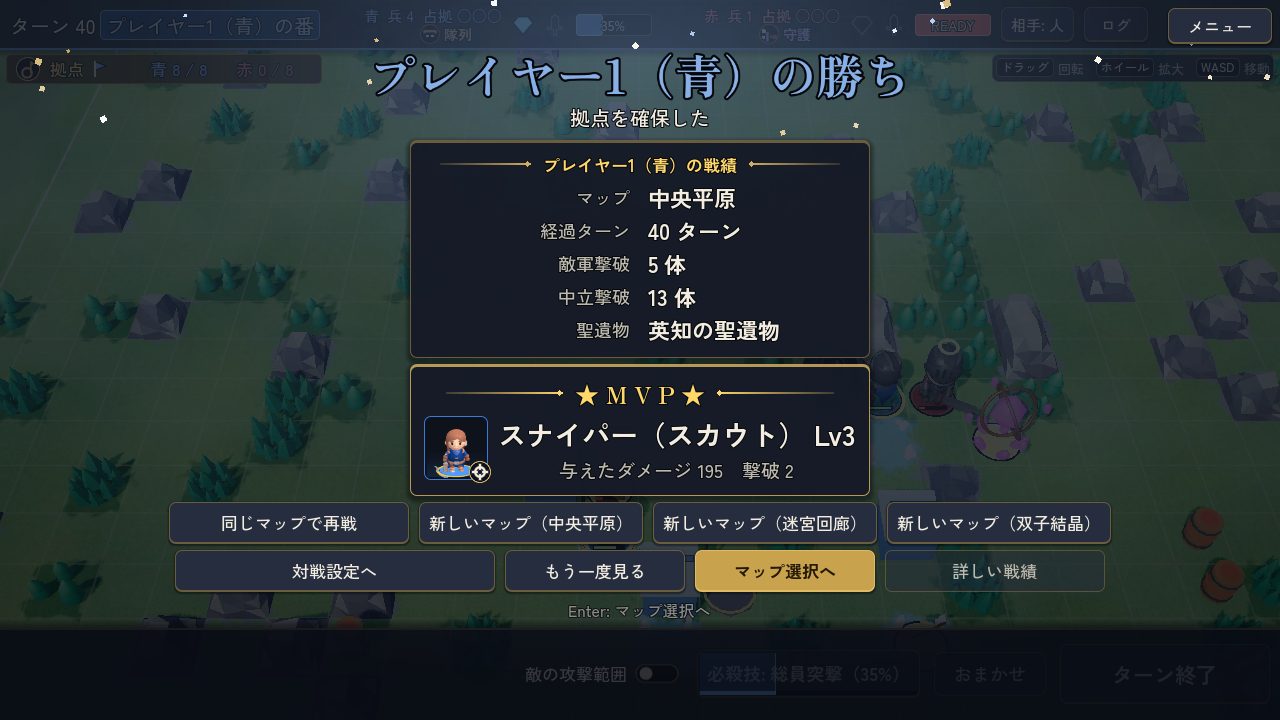 ターン 40 プレイヤー1（青）の番 青 兵 4 占拠 〇〇〇 35% 赤 兵 1 占拠 〇〇〇 READY 相手: 人 ログ メニュー
隊列 守護
拠点 青 8 / 8 赤 0 / 8 ドラッグ 回転 ホイール 拡大 WASD 移動
プレイヤー1（青）の勝ち
拠点を確保した
プレイヤー1（青）の戦績
マップ 中央平原
経過ターン 40 ターン
敵軍撃破 5 体
中立撃破 13 体
聖遺物 英知の聖遺物
★ M V P ★
スナイパー（スカウト） Lv3
与えたダメージ 195 撃破 2
同じマップで再戦 新しいマップ（中央平原） 新しいマップ（迷宮回廊） 新しいマップ（双子結晶）
対戦設定へ もう一度見る マップ選択へ 詳しい戦績
Enter: マップ選択へ
敵の攻撃範囲 必殺技: 総員突撃（35%） おまかせ ターン終了